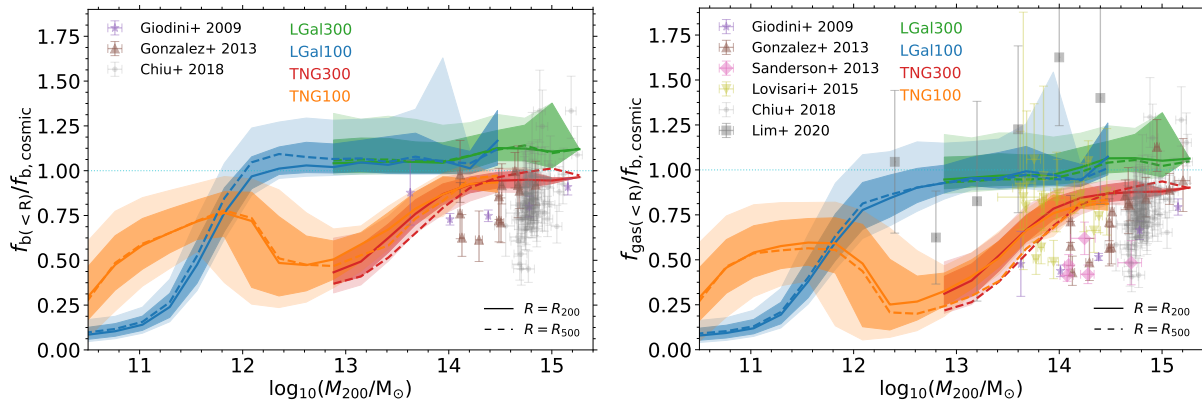 f_b(<R)/f_b, cosmic
1.75
1.50
1.25
1.00
0.75
0.50
0.25
0.00
Giodini+ 2009
Gonzalez+ 2013
Chiu+ 2018
LGal300
LGal100
TNG300
TNG100
R = R_200
R = R_500
11 12 13 14 15
log_10(M_200/M_⊙)
f_gas(<R)/f_b, cosmic
1.75
1.50
1.25
1.00
0.75
0.50
0.25
0.00
Giodini+ 2009
Gonzalez+ 2013
Sanderson+ 2013
Lovisari+ 2015
Chiu+ 2018
Lim+ 2020
LGal300
LGal100
TNG300
TNG100
R = R_200
R = R_500
11 12 13 14 15
log_10(M_200/M_⊙)